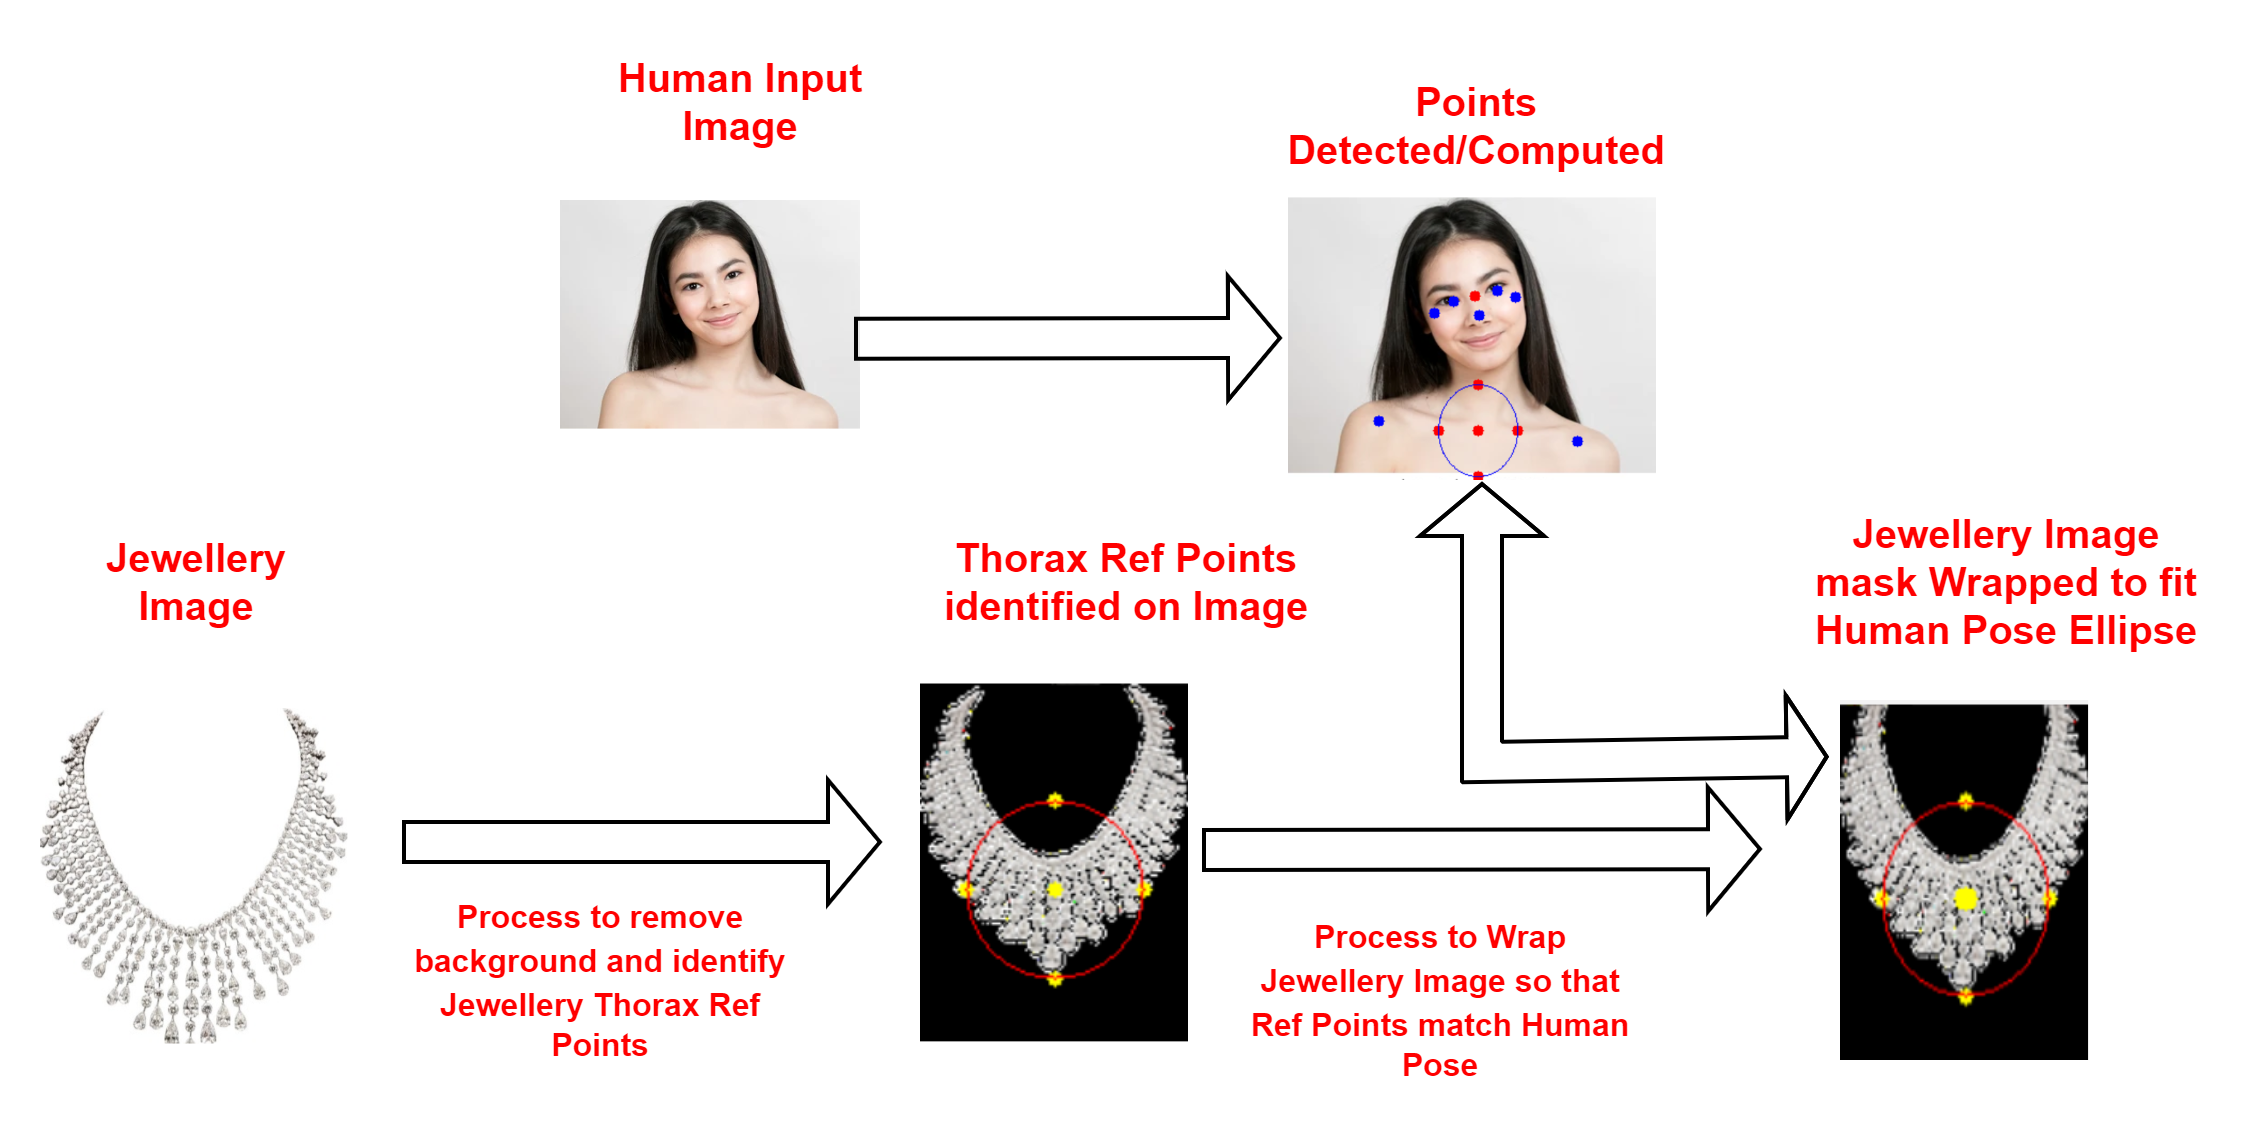 Human Input
Image
Points
Detected/Computed
Jewellery
Image
Thorax Ref Points
identified on Image
Jewellery Image
mask Wrapped to fit
Human Pose Ellipse
Process to remove
background and identify
Jewellery Thorax Ref
Points
Process to Wrap
Jewellery Image so that
Ref Points match Human
Pose